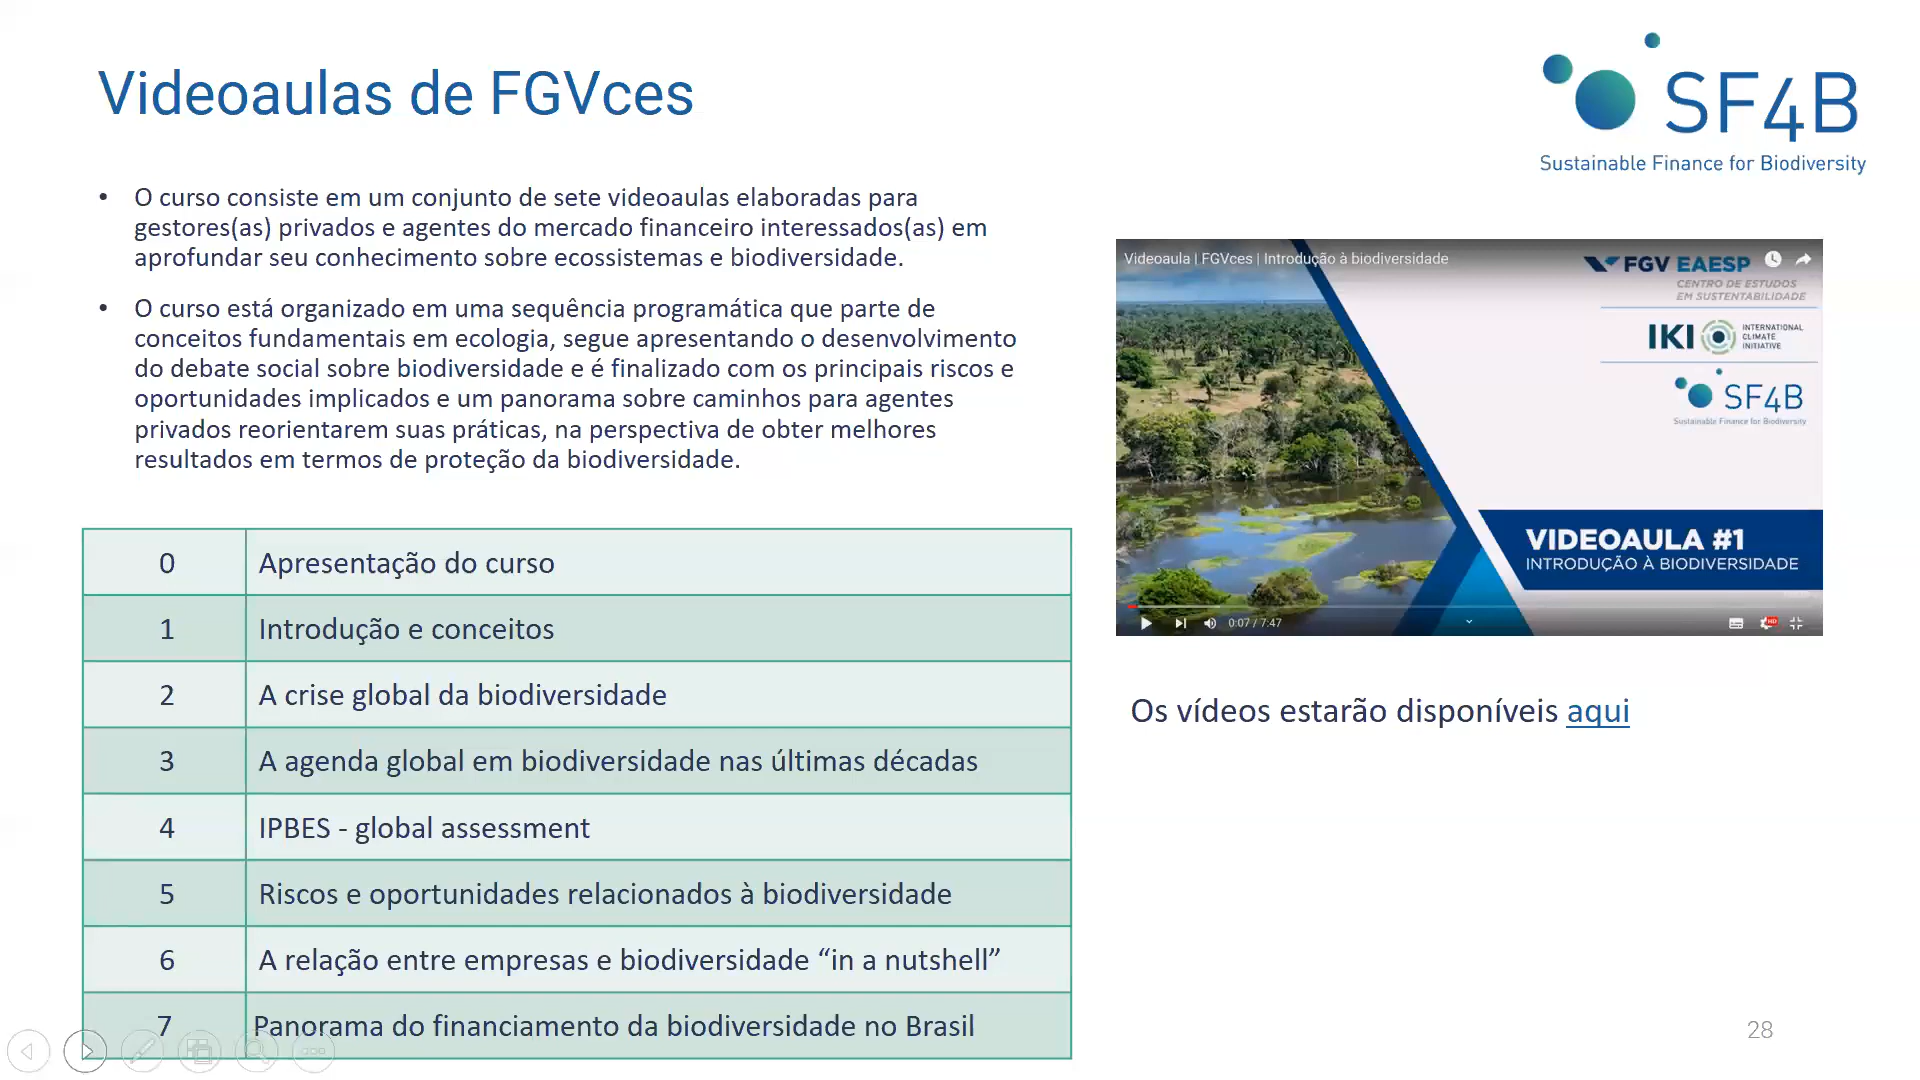 Videoaulas de FGVces
SF4B
Sustainable Finance for Biodiversity
• O curso consiste em um conjunto de sete videoaulas elaboradas para
gestores(as) privados e agentes do mercado financeiro interessados(as) em
aprofundar seu conhecimento sobre ecossistemas e biodiversidade.
• O curso está organizado em uma sequência programática que parte de
conceitos fundamentais em ecologia, segue apresentando o desenvolvimento
do debate social sobre biodiversidade e é finalizado com os principais riscos e
oportunidades implicados e um panorama sobre caminhos para agentes
privados reorientarem suas práticas, na perspectiva de obter melhores
resultados em termos de proteção da biodiversidade.
0 Apresentação do curso
1 Introdução e conceitos
2 A crise global da biodiversidade
3 A agenda global em biodiversidade nas últimas décadas
4 IPBES - global assessment
5 Riscos e oportunidades relacionados à biodiversidade
6 A relação entre empresas e biodiversidade “in a nutshell”
7 Panorama do financiamento da biodiversidade no Brasil
Videoaula | FGVces | Introdução à biodiversidade
FGV EAESP
CENTRO DE ESTUDOS
EM SUSTENTABILIDADE
IKI
INTERNATIONAL
CLIMATE
INITIATIVE
SF4B
Sustainable Finance for Biodiversity
VIDEOAULA #1
INTRODUÇÃO À BIODIVERSIDADE
0:07 / 7:47
HD
Os vídeos estarão disponíveis aqui
28